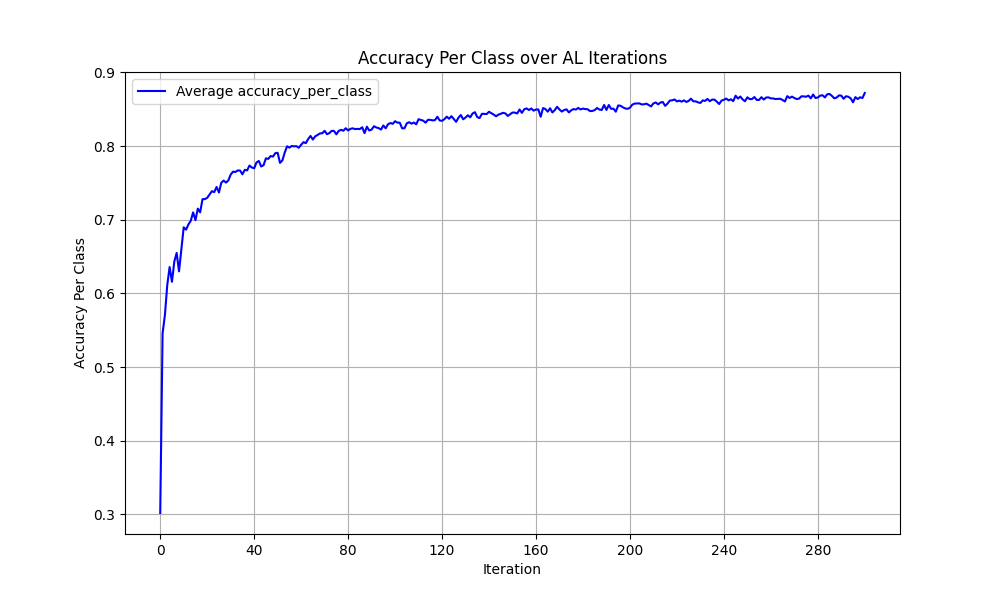 Accuracy Per Class over AL Iterations
Average accuracy_per_class
Accuracy Per Class
0.9
0.8
0.7
0.6
0.5
0.4
0.3
0 40 80 120 160 200 240 280
Iteration